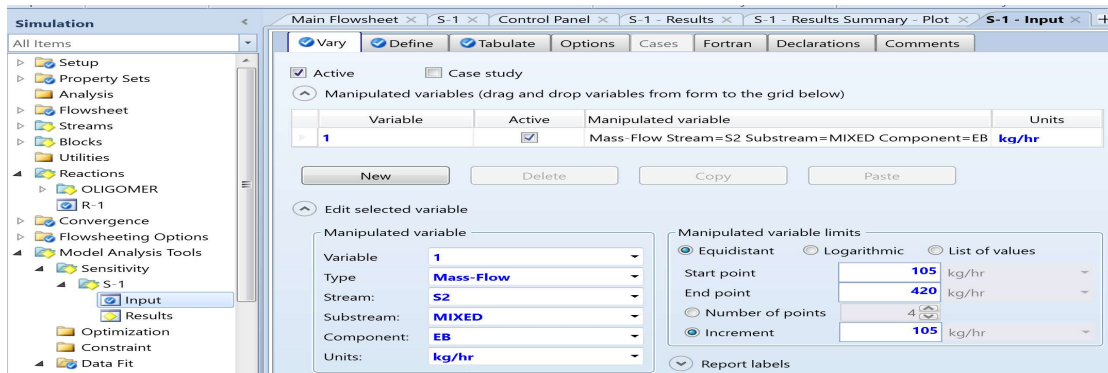 Simulation
All Items
Setup
Property Sets
Analysis
Flowsheet
Streams
Blocks
Utilities
Reactions
OLIGOMER
R-1
Convergence
Flowsheeting Options
Model Analysis Tools
Sensitivity
S-1
Input
Results
Optimization
Constraint
Data Fit
Main Flowsheet S-1 Control Panel S-1 - Results S-1 - Results Summary - Plot S-1 - Input +
Vary Define Tabulate Options Cases Fortran Declarations Comments
Active Case study
Manipulated variables (drag and drop variables from form to the grid below)
Variable Active Manipulated variable Units
1 Mass-Flow Stream=S2 Substream=MIXED Component=EB kg/hr
New Delete Copy Paste
Edit selected variable
Manipulated variable
Variable 1
Type Mass-Flow
Stream: S2
Substream: MIXED
Component: EB
Units: kg/hr
Manipulated variable limits
Equidistant Logarithmic List of values
Start point 105 kg/hr
End point 420 kg/hr
Number of points 4
Increment 105 kg/hr
Report labels